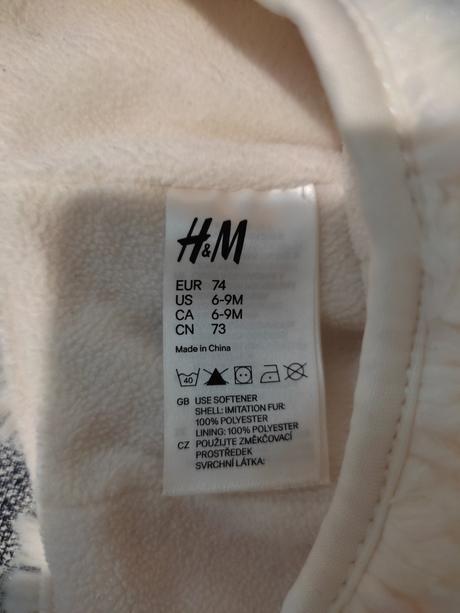 H&M
EUR 74
US 6-9M
CA 6-9M
CN 73
Made in China
40
GB USE SOFTENER
SHELL: IMITATION FUR:
100% POLYESTER
LINING: 100% POLYESTER
CZ POUŽIJTE ZMĚKČOVACÍ
PROSTŘEDEK
SVRCHNÍ LÁTKA: